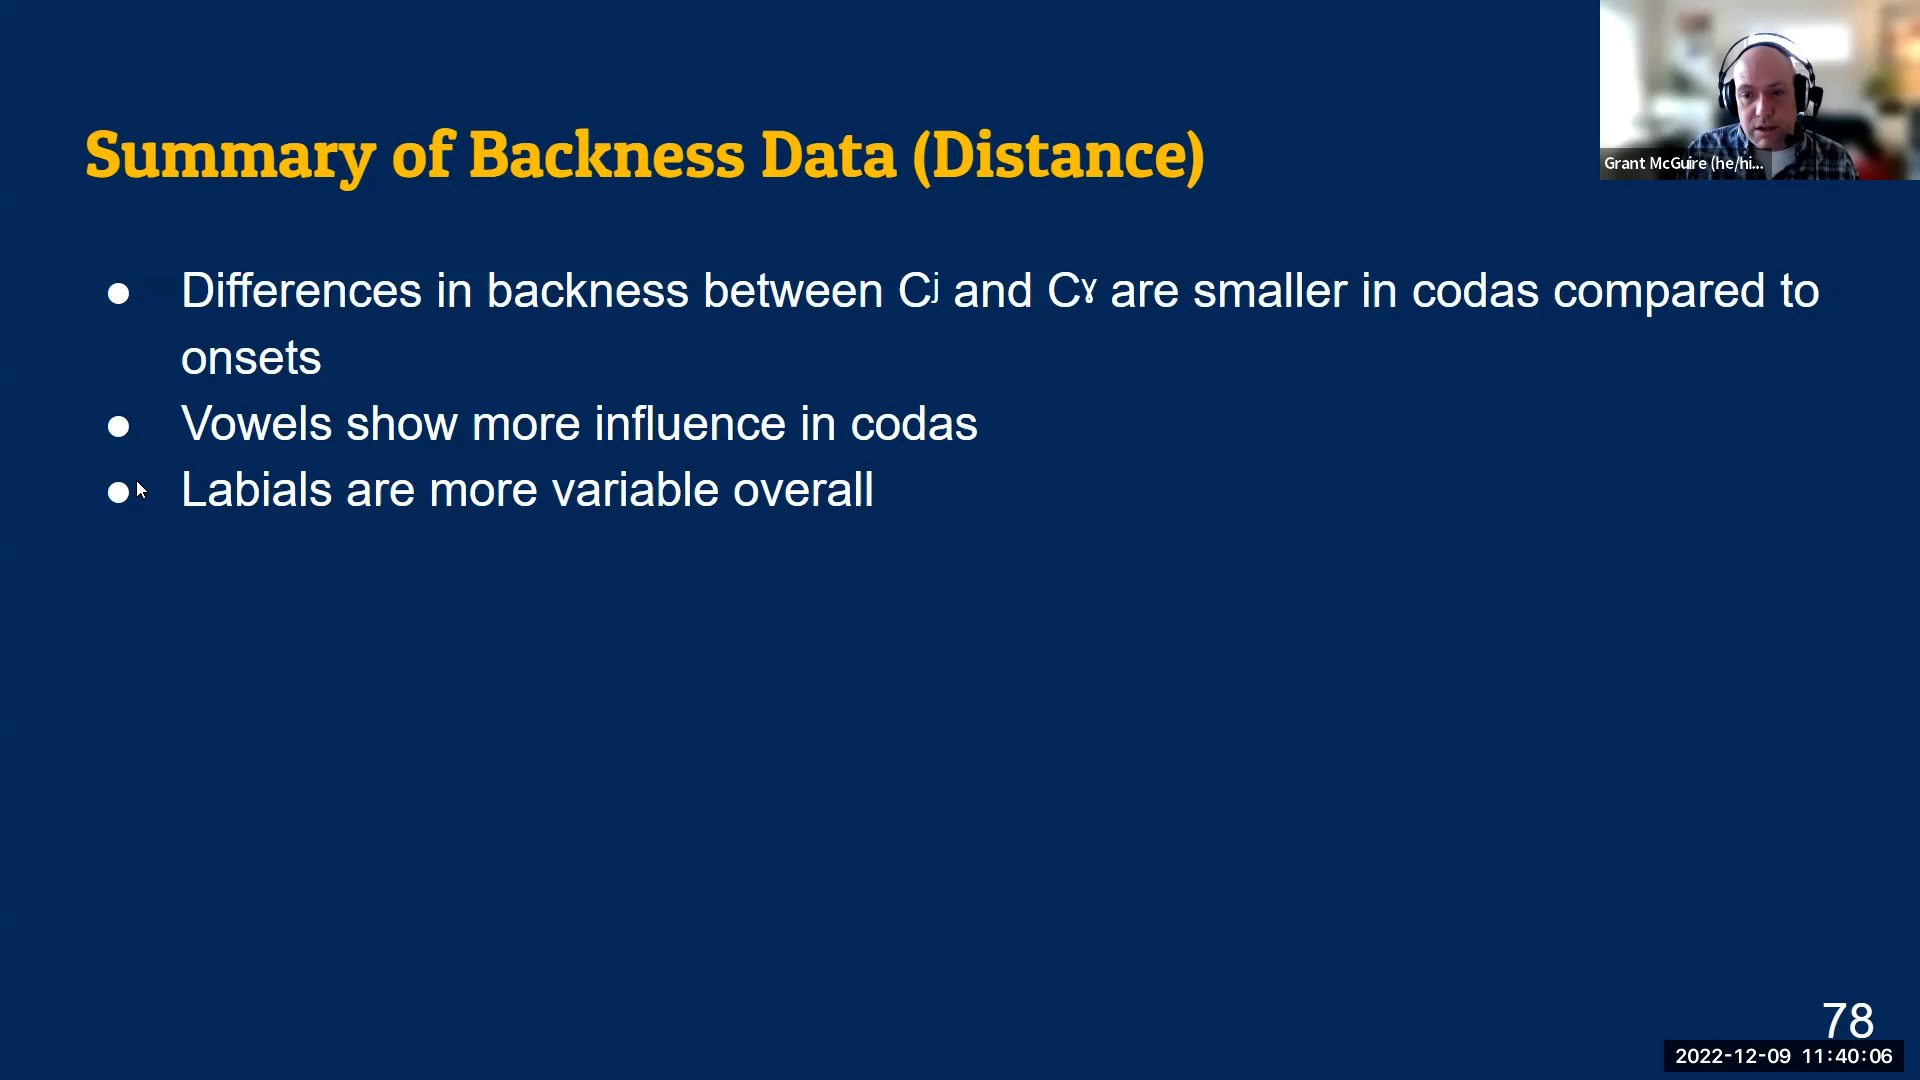 Summary of Backness Data (Distance)
Grant McGuire (he/hi...
● Differences in backness between Cʲ and Cˠ are smaller in codas compared to
onsets
● Vowels show more influence in codas
● Labials are more variable overall
78
2022-12-09 11:40:06